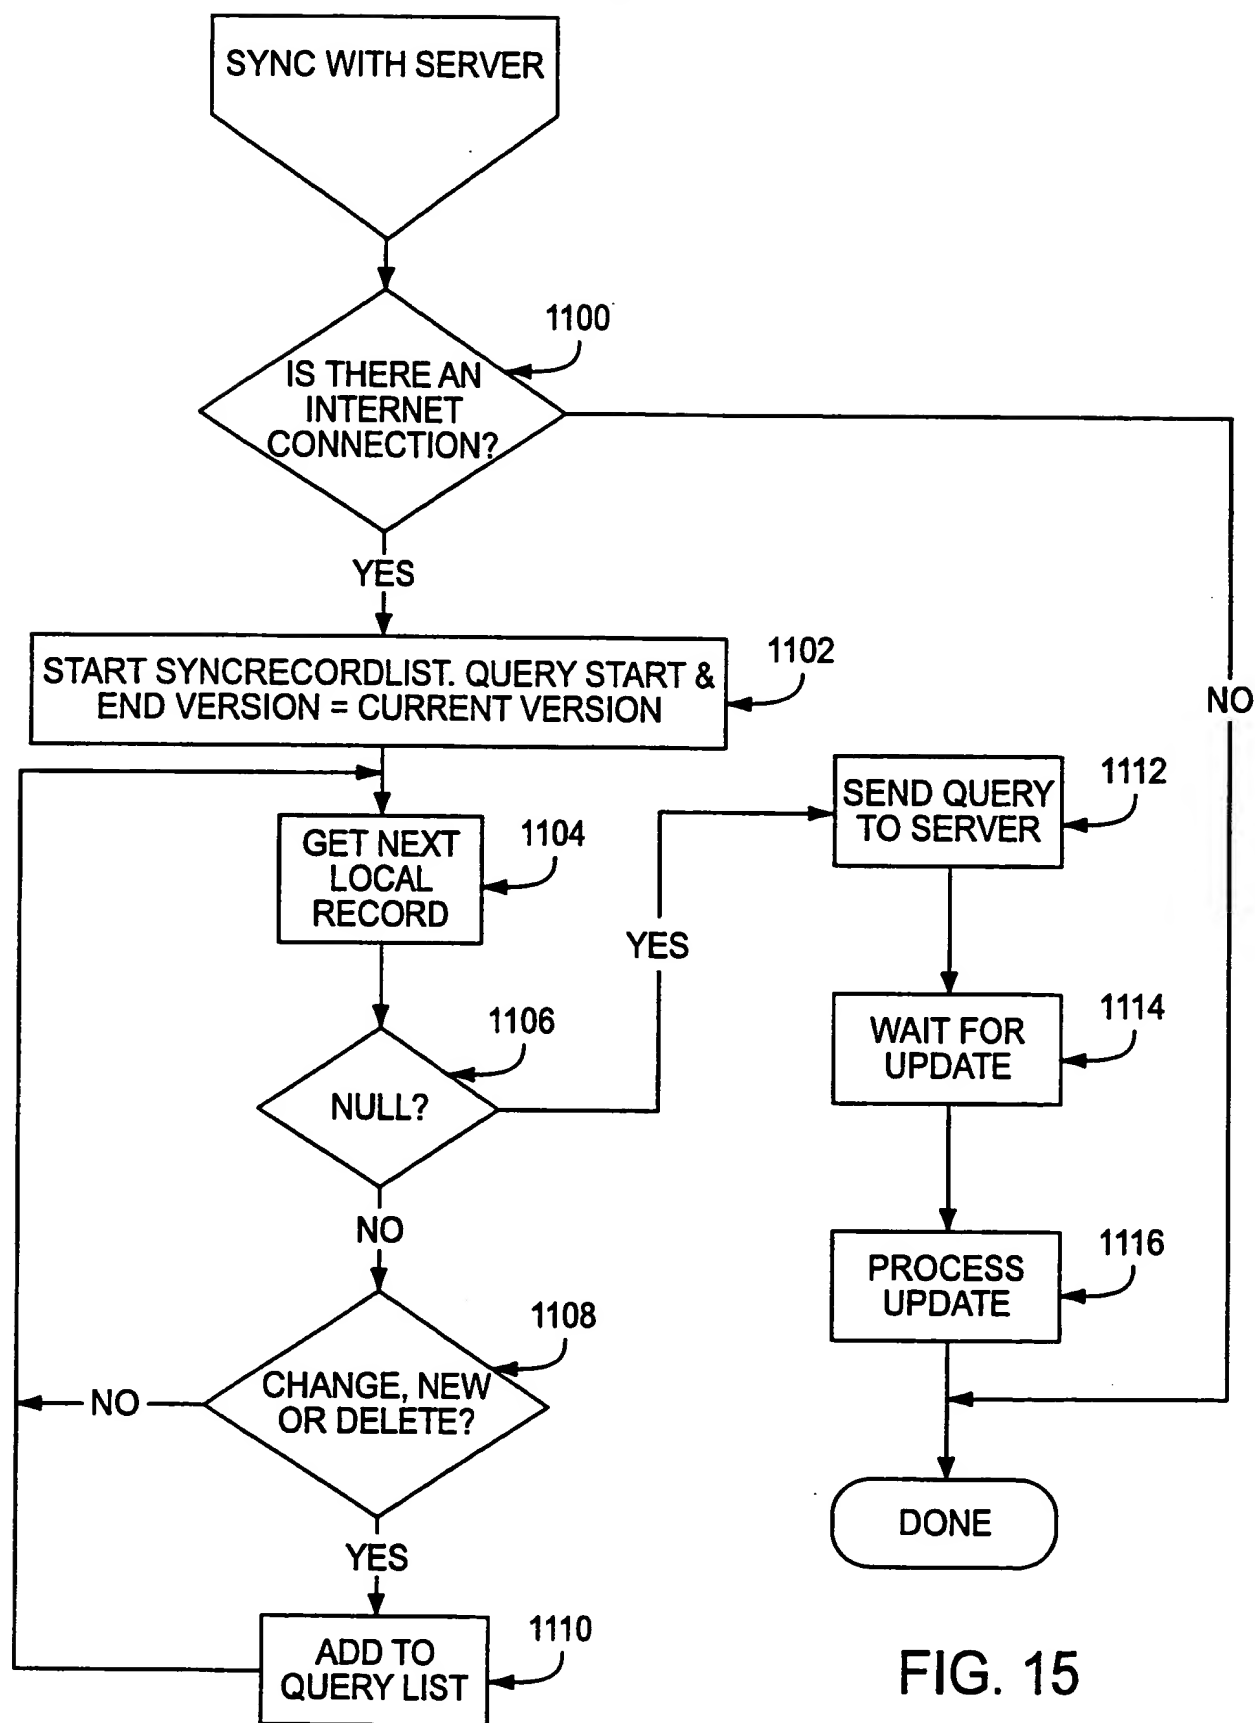 SYNC WITH SERVER
1100
IS THERE AN
INTERNET
CONNECTION?
YES
NO
START SYNCRECORDLIST. QUERY START &
END VERSION = CURRENT VERSION
1102
GET NEXT
LOCAL
RECORD
1104
1106
NULL?
YES
NO
1108
CHANGE, NEW
OR DELETE?
NO
YES
ADD TO
QUERY LIST
1110
SEND QUERY
TO SERVER
1112
WAIT FOR
UPDATE
1114
PROCESS
UPDATE
1116
DONE
FIG. 15